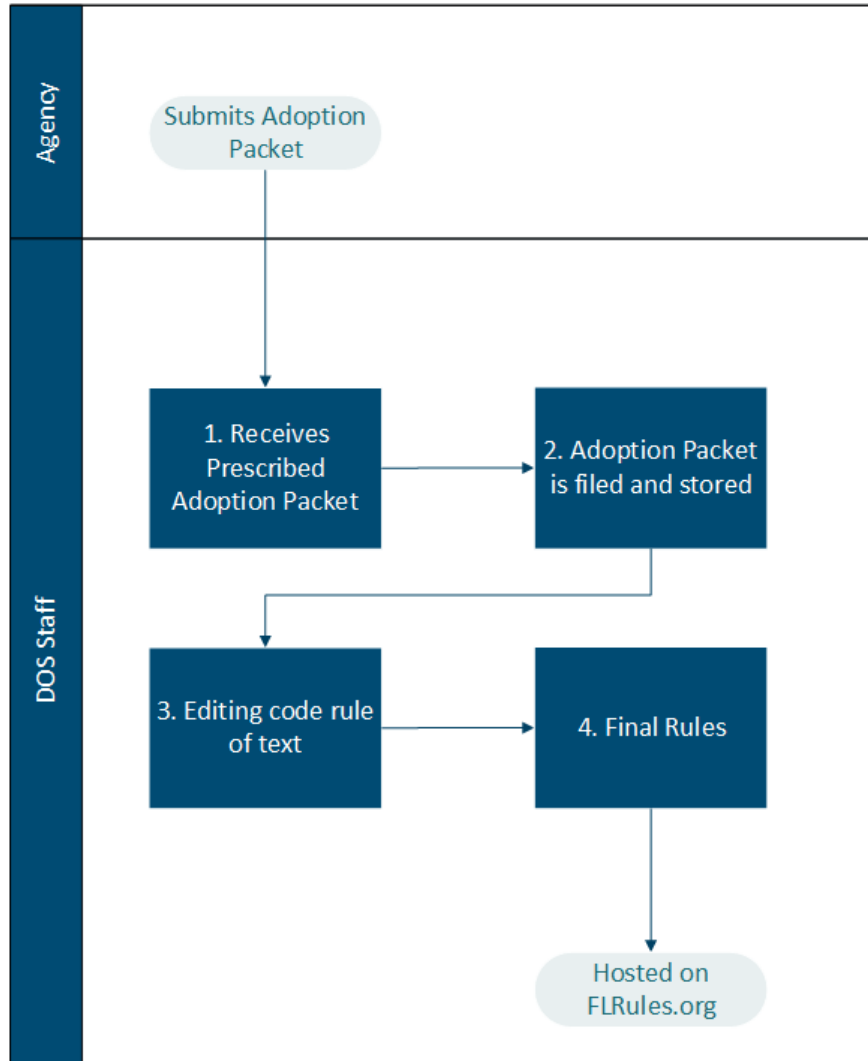 Agency
Submits Adoption
Packet
DOS Staff
1. Receives
Prescribed
Adoption Packet
2. Adoption Packet
is filed and stored
3. Editing code rule
of text
4. Final Rules
Hosted on
FLRules.org